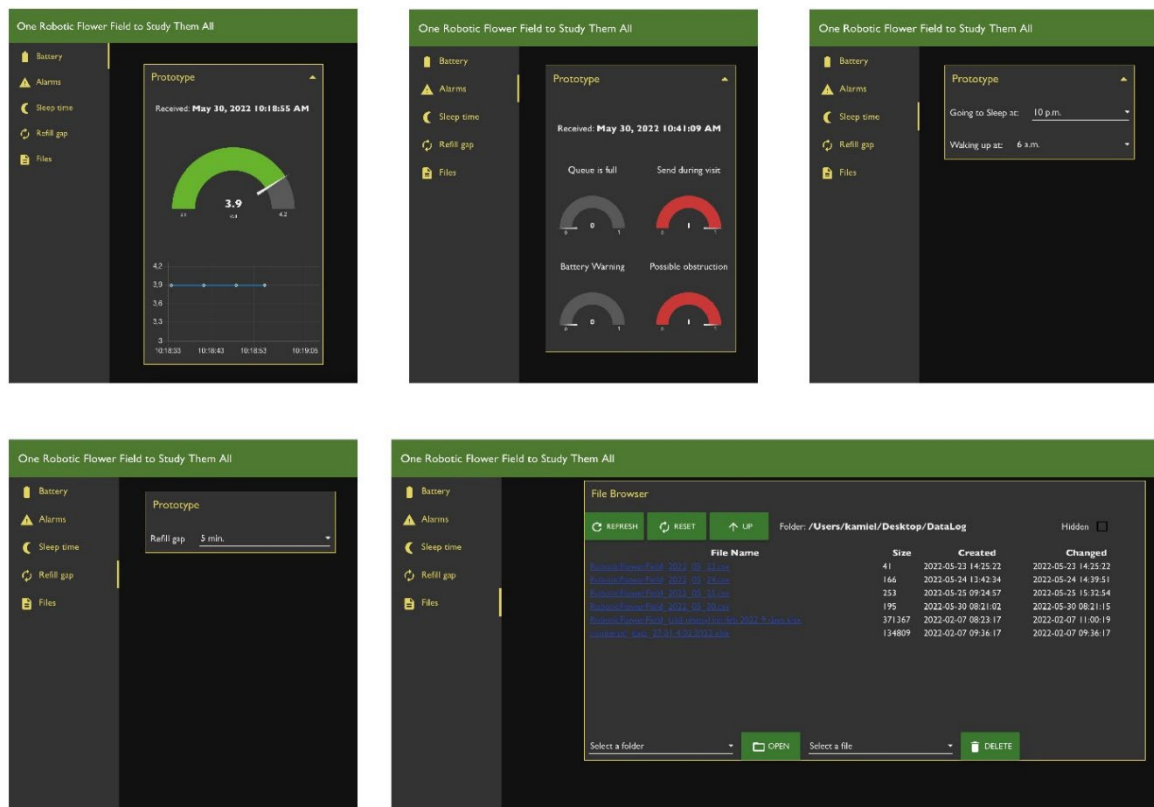 One Robotic Flower Field to Study Them All
Battery
Alarms
Sleep time
Refill gap
Files
Prototype
Received: May 30, 2022 10:18:55 AM
3.9
4.2
4.2
3.9
3.6
3.3
3
10:18:33 10:18:43 10:18:53 10:19:05
One Robotic Flower Field to Study Them All
Battery
Alarms
Sleep time
Refill gap
Files
Prototype
Received: May 30, 2022 10:41:09 AM
Queue is full Send during visit
0 0 1 0 1 1
Battery Warning Possible obstruction
0 0 1 0 1 1
One Robotic Flower Field to Study Them All
Battery
Alarms
Sleep time
Refill gap
Files
Prototype
Going to Sleep at: 10 p.m.
Waking up at: 6 a.m.
One Robotic Flower Field to Study Them All
Battery
Alarms
Sleep time
Refill gap
Files
Prototype
Refill gap 5 min.
One Robotic Flower Field to Study Them All
Battery
Alarms
Sleep time
Refill gap
Files
File Browser
REFRESH RESET UP Folder: /Users/kamiel/Desktop/DataLog Hidden
File Name Size Created Changed
41 2022-05-23 14:25:22 2022-05-23 14:25:22
166 2022-05-24 13:42:34 2022-05-24 14:39:51
253 2022-05-25 09:24:57 2022-05-25 15:32:54
195 2022-05-30 08:21:02 2022-05-30 08:21:15
371367 2022-02-07 08:23:17 2022-02-07 11:00:19
134809 2022-02-07 09:36:17 2022-02-07 09:36:17
Select a folder OPEN Select a file DELETE